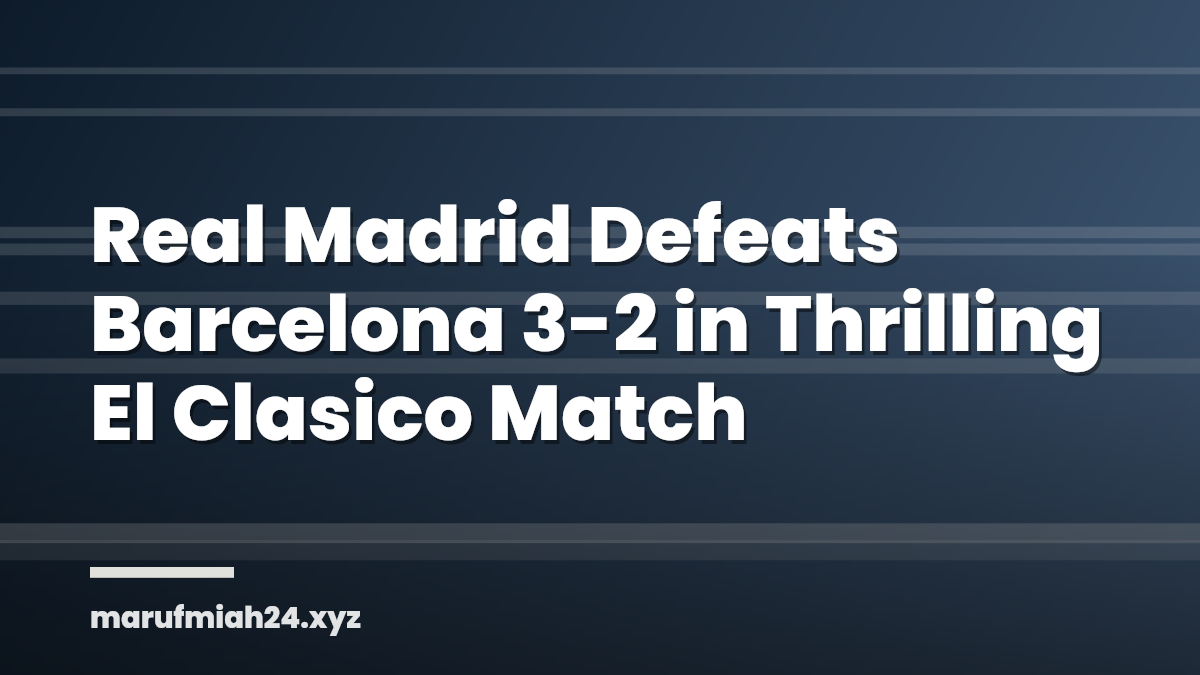 Real Madrid Defeats
Barcelona 3-2 in Thrilling
El Clasico Match
marufmiah24.xyz